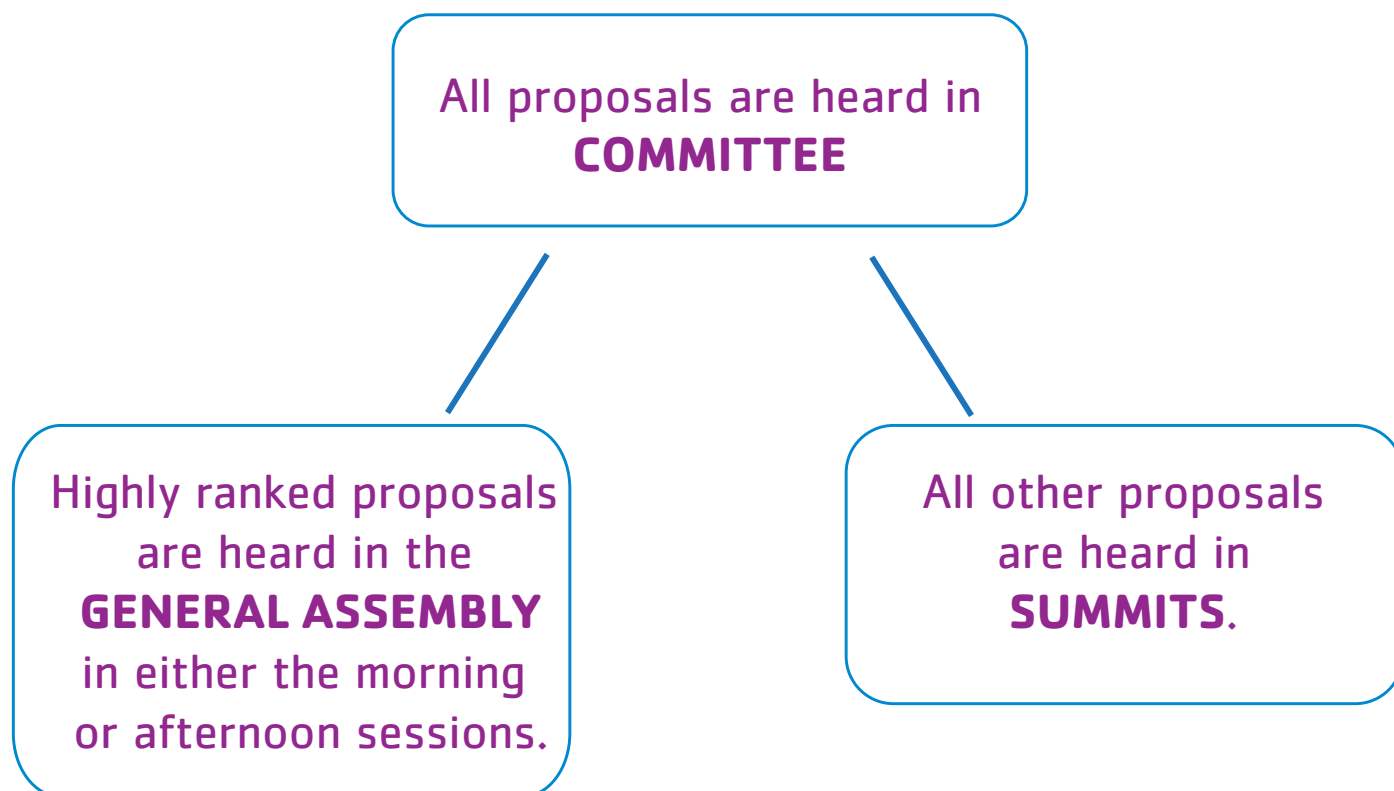 All proposals are heard in
COMMITTEE
Highly ranked proposals
are heard in the
GENERAL ASSEMBLY
in either the morning
or afternoon sessions.
All other proposals
are heard in
SUMMITS.